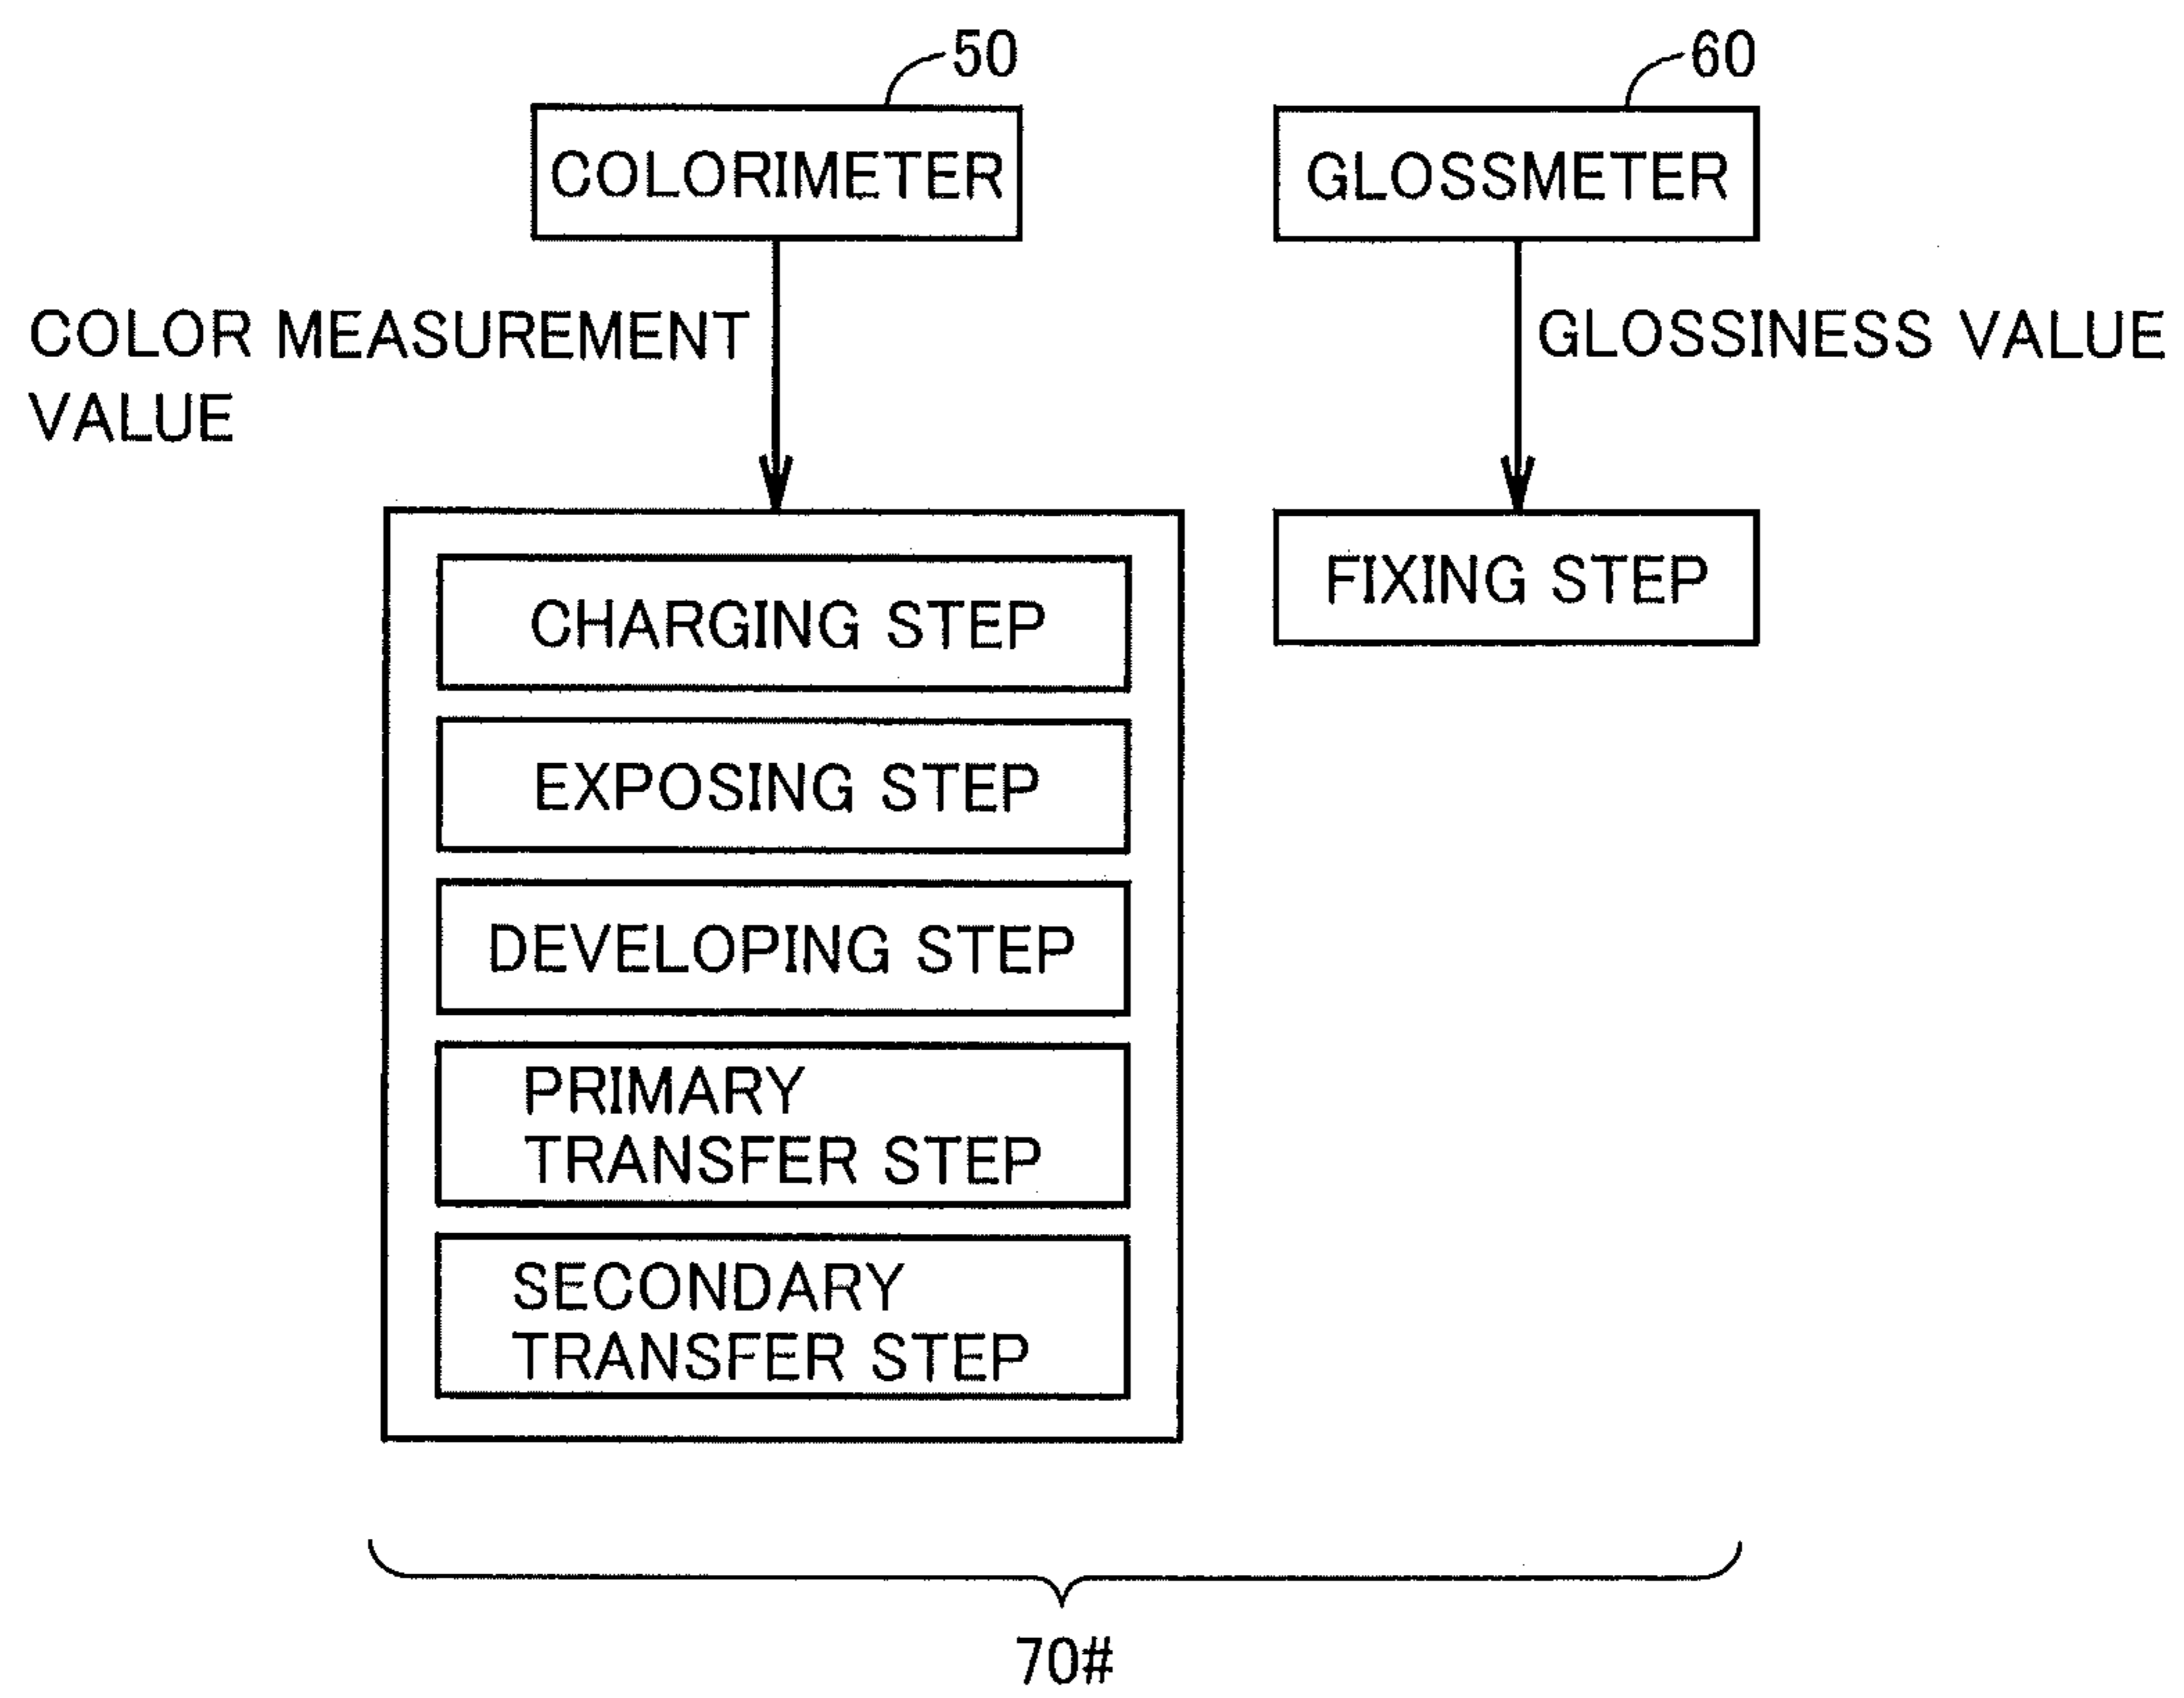 50
60
COLORIMETER
GLOSSMETER
COLOR MEASUREMENT
VALUE
GLOSSINESS VALUE
CHARGING STEP
FIXING STEP
EXPOSING STEP
DEVELOPING STEP
PRIMARY
TRANSFER STEP
SECONDARY
TRANSFER STEP
70#